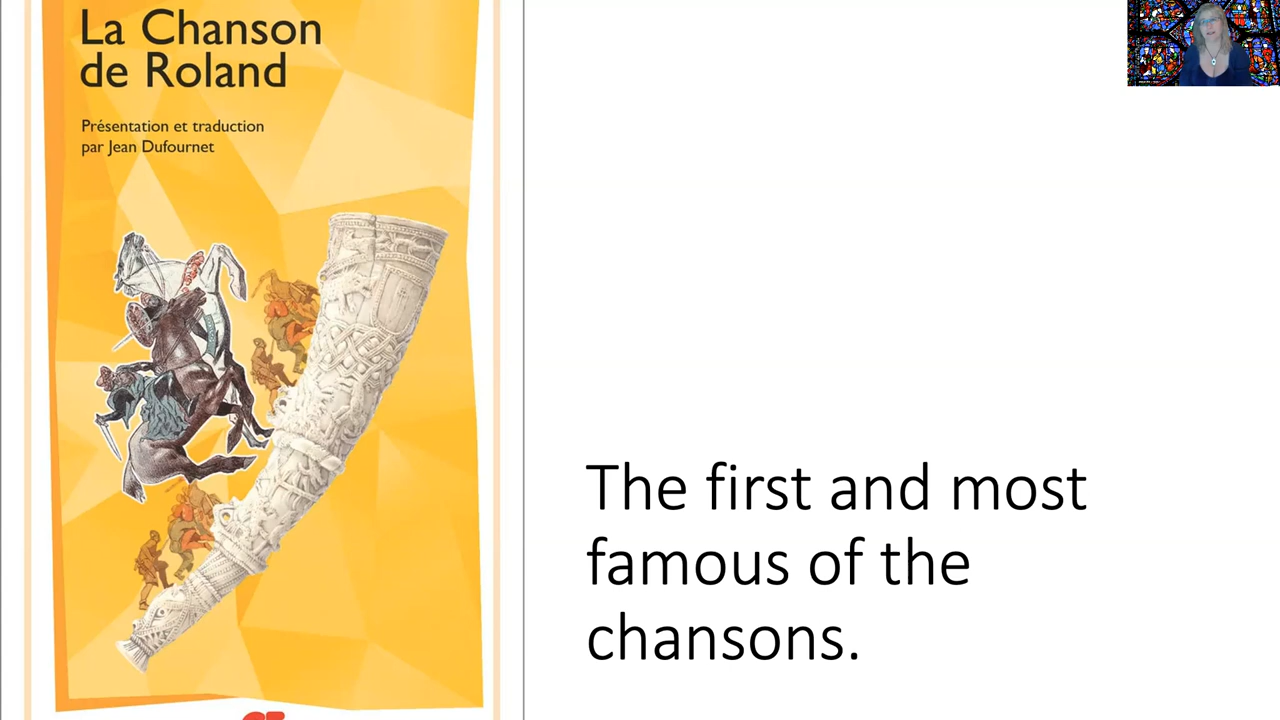 La Chanson
de Roland
Présentation et traduction
par Jean Dufournet
The first and most
famous of the
chansons.